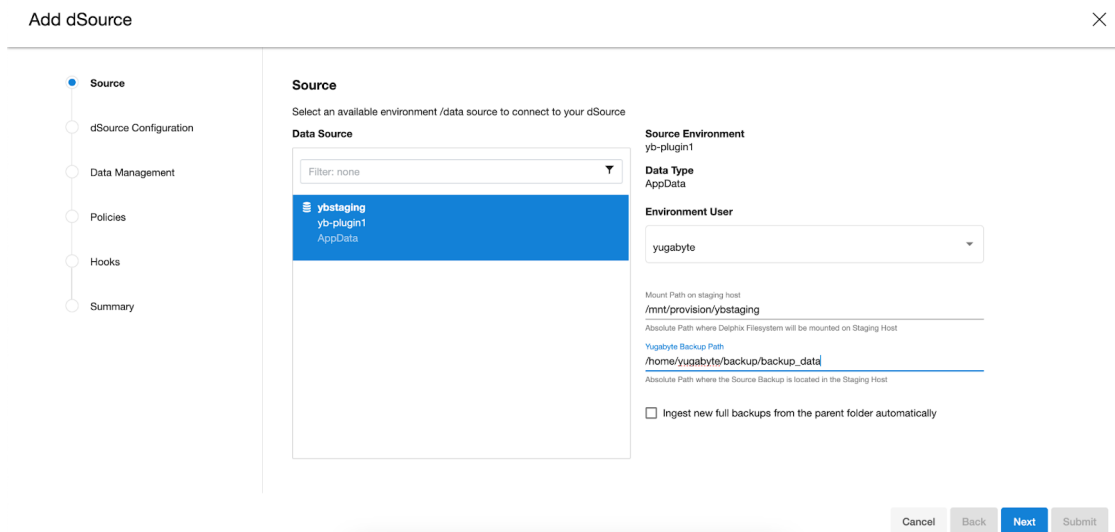 Add dSource
Source
dSource Configuration
Data Management
Policies
Hooks
Summary
Source
Select an available environment /data source to connect to your dSource
Data Source
Filter: none
ybstaging
yb-plugin1
AppData
Source Environment
yb-plugin1
Data Type
AppData
Environment User
yugabyte
Mount Path on staging host
/mnt/provision/ybstaging
Absolute Path where Delphix Filesystem will be mounted on Staging Host
Yugabyte Backup Path
/home/yugabyte/backup/backup_data
Absolute Path where the Source Backup is located in the Staging Host
Ingest new full backups from the parent folder automatically
Cancel Back Next Submit